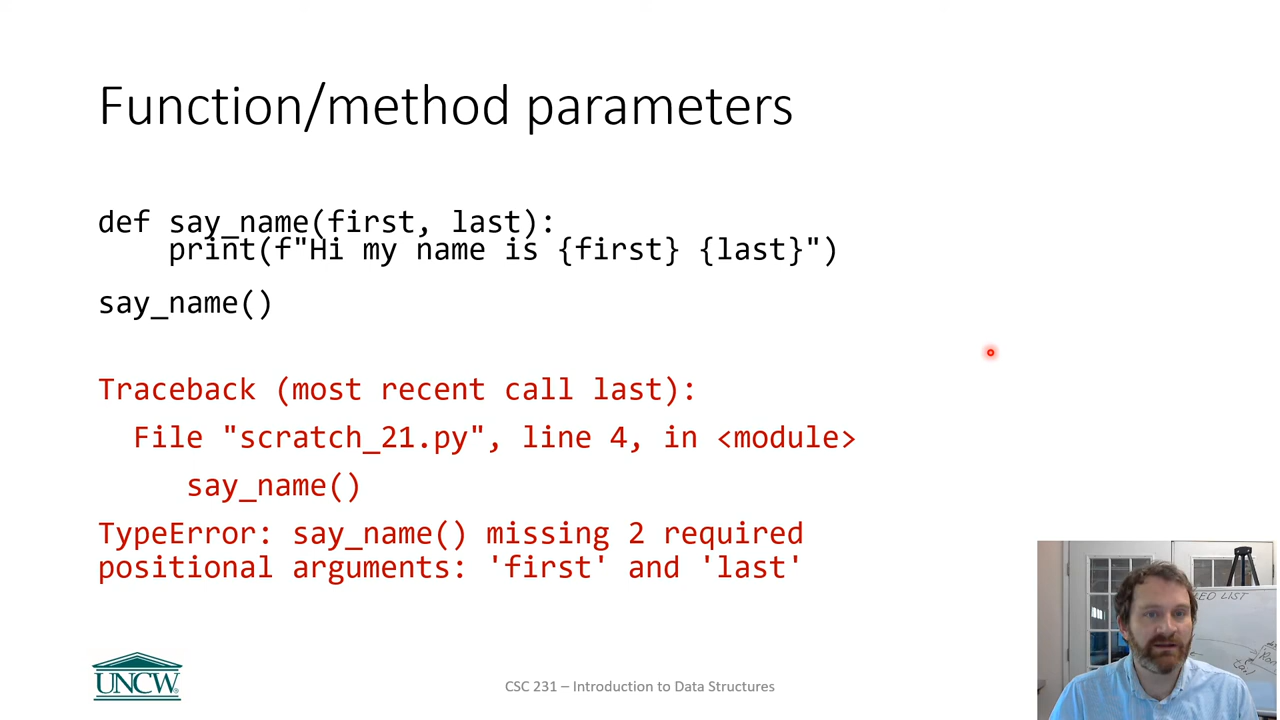 Function/method parameters
def say_name(first, last):
    print(f"Hi my name is {first} {last}")
say_name()
Traceback (most recent call last):
  File "scratch_21.py", line 4, in <module>
     say_name()
TypeError: say_name() missing 2 required
positional arguments: 'first' and 'last'
LIST
UNCW
CSC 231 – Introduction to Data Structures